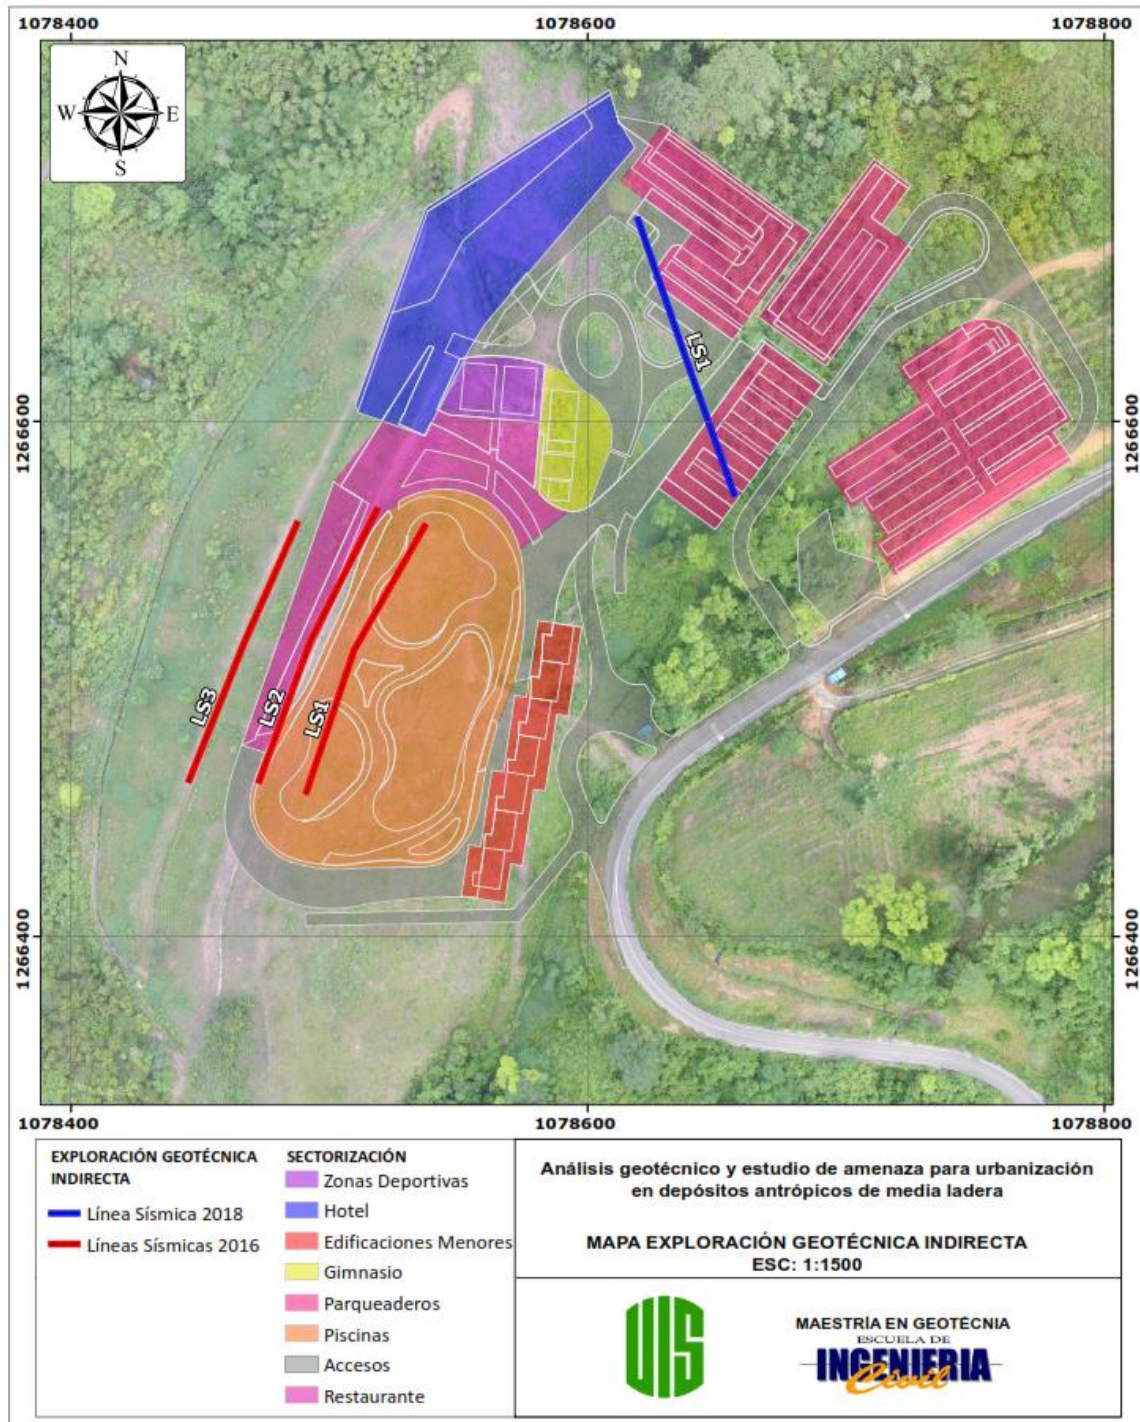 1078400 1078600 1078800
N
W E
S
LS1
1266600 1266600
LS3
LS2
LS1
1266400 1266400
1078400 1078600 1078800
EXPLORACIÓN GEOTÉCNICA
INDIRECTA
Línea Sísmica 2018
Líneas Sísmicas 2016
SECTORIZACIÓN
Zonas Deportivas
Hotel
Edificaciones Menores
Gimnasio
Parqueaderos
Piscinas
Accesos
Restaurante
Análisis geotécnico y estudio de amenaza para urbanización
en depósitos antrópicos de media ladera
MAPA EXPLORACIÓN GEOTÉCNICA INDIRECTA
ESC: 1:1500
UIS
MAESTRÍA EN GEOTÉCNIA
ESCUELA DE
INGENIERIA
Civil